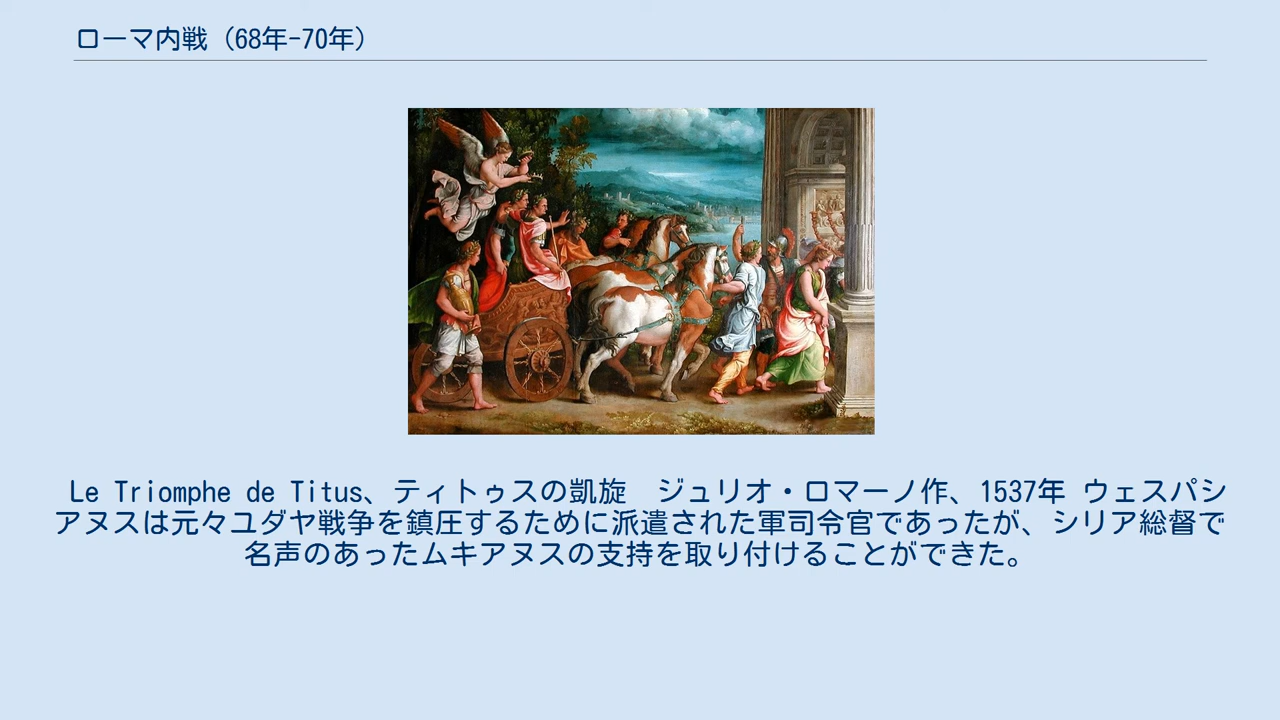 ローマ内戦（68年-70年）
Le Triomphe de Titus、ティトゥスの凱旋　ジュリオ・ロマーノ作、1537年 ウェスパシ
アヌスは元々ユダヤ戦争を鎮圧するために派遣された軍司令官であったが、シリア総督で
名声のあったムキアヌスの支持を取り付けることができた。